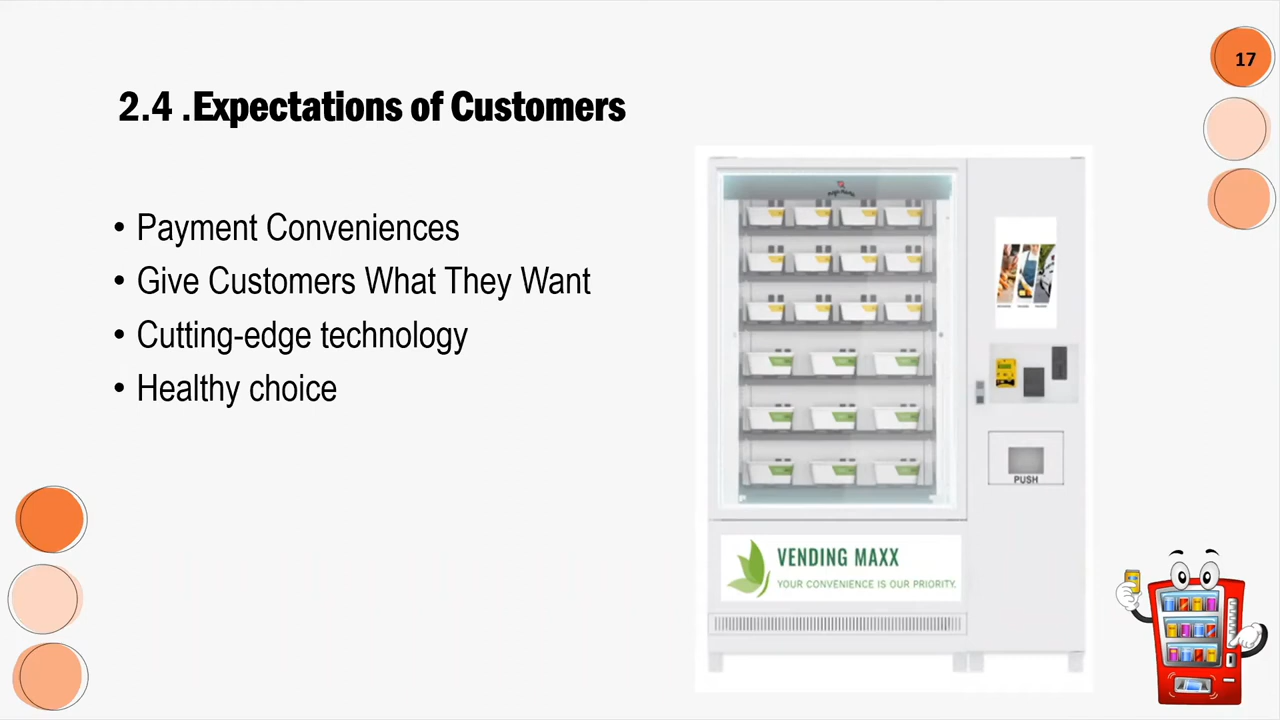 17
2.4 .Expectations of Customers
• Payment Conveniences
• Give Customers What They Want
• Cutting-edge technology
• Healthy choice
PUSH
VENDING MAXX
YOUR CONVENIENCE IS OUR PRIORITY.